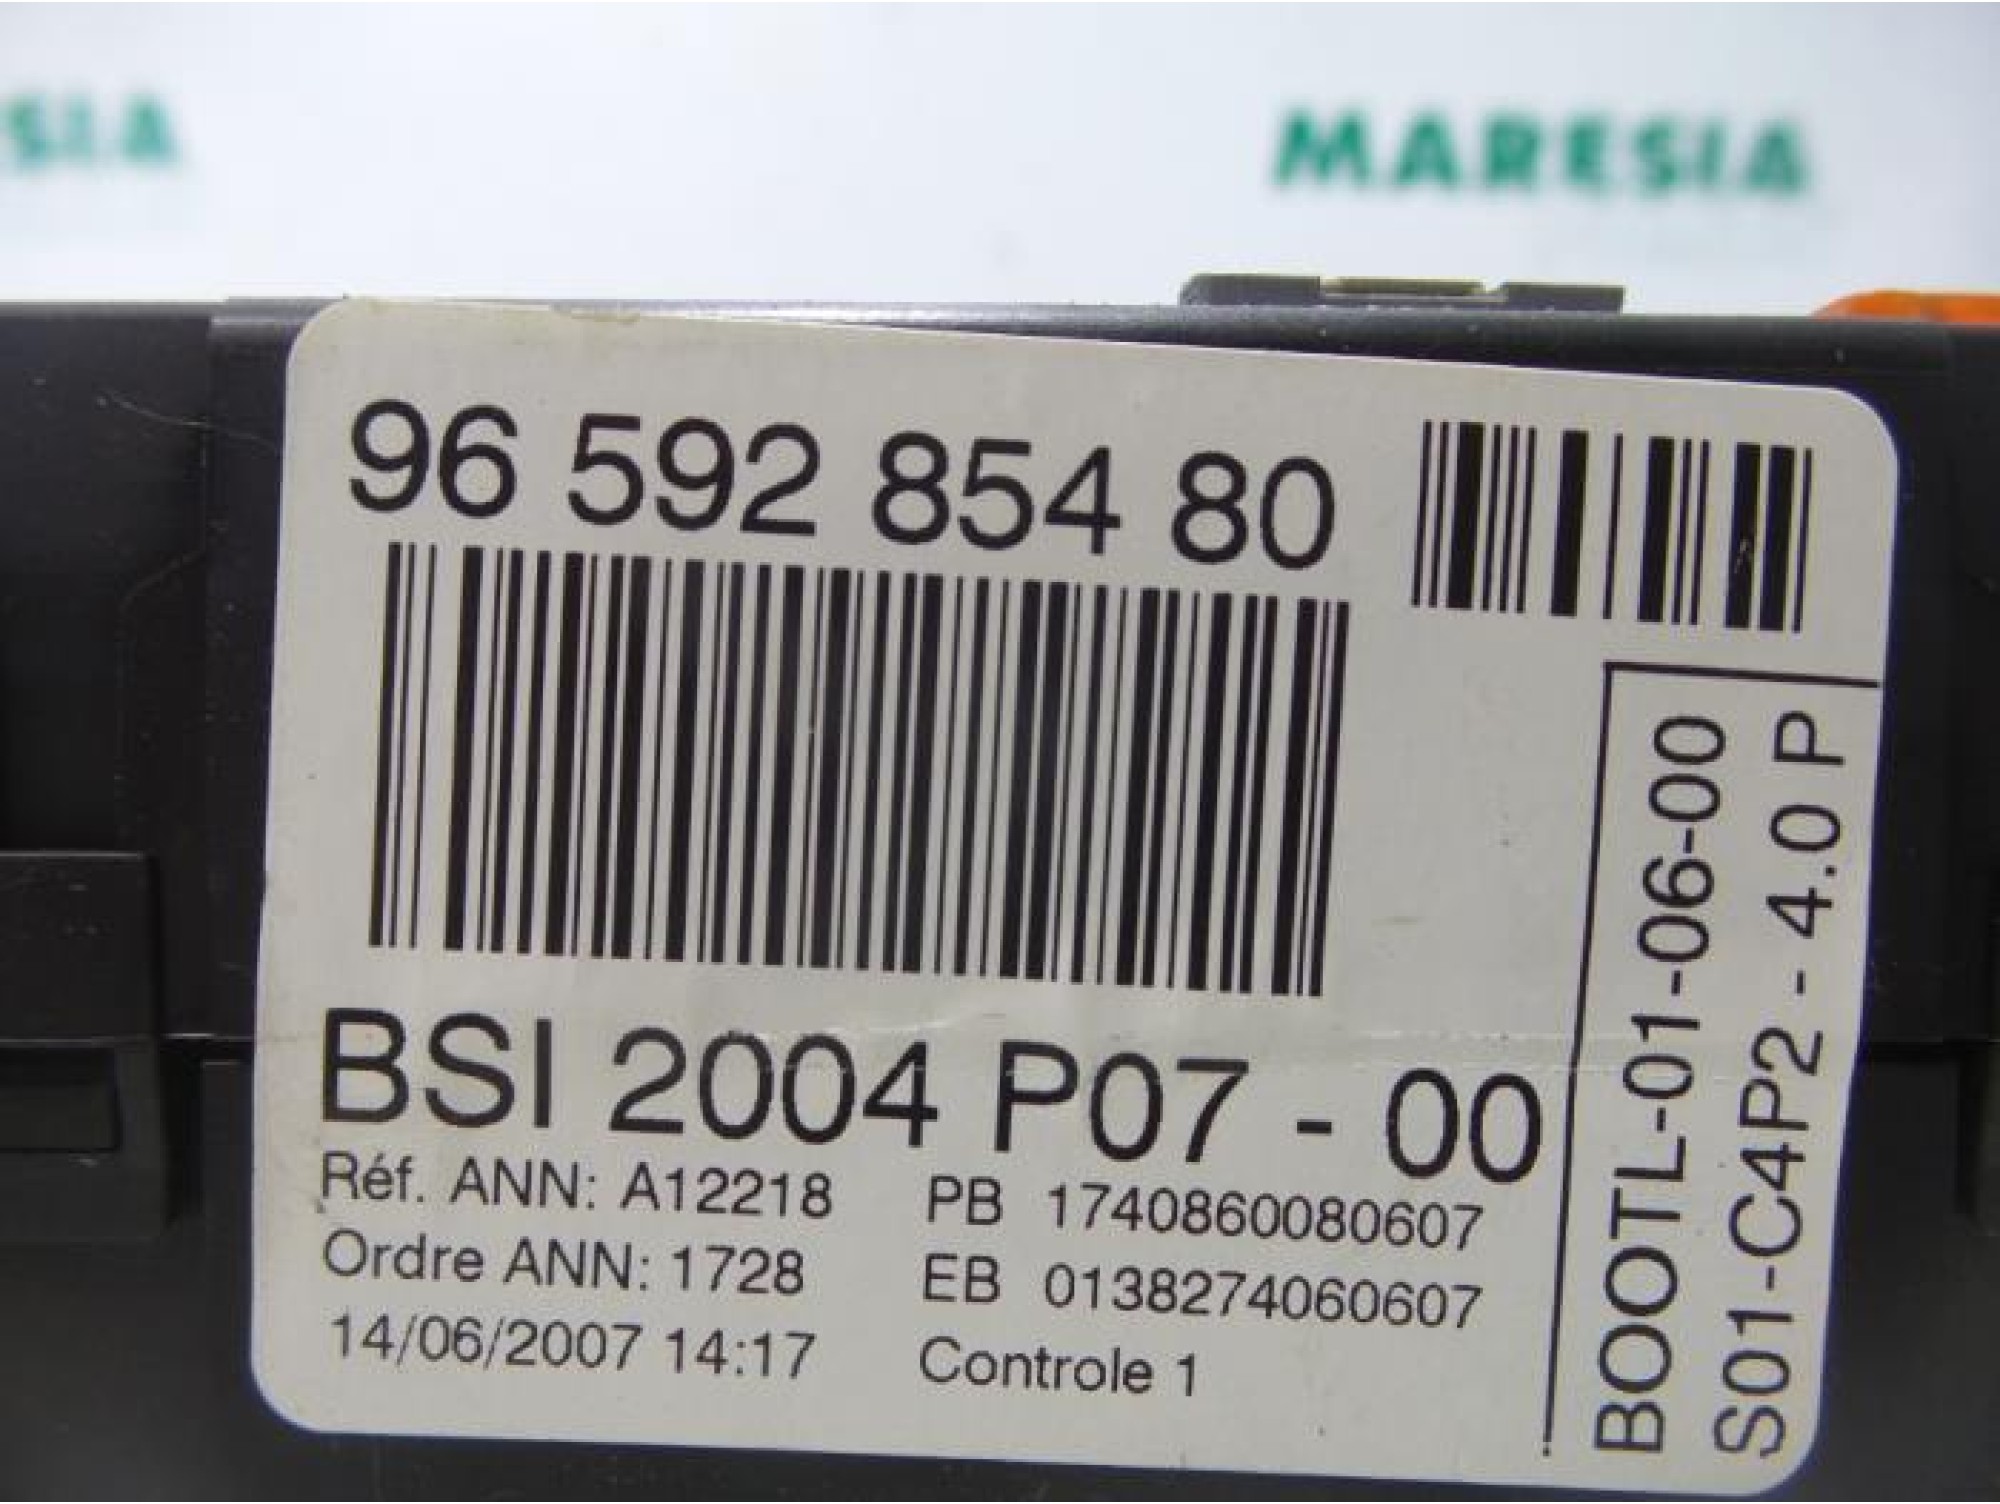 SIA
MARESIA
96 592 854 80
BSI 2004 P07 - 00
Réf. ANN: A12218 PB 1740860080607
Ordre ANN: 1728 EB 0138274060607
14/06/2007 14:17 Controle 1
BOOTL-01-06-00
S01-C4P2 - 4.0 P